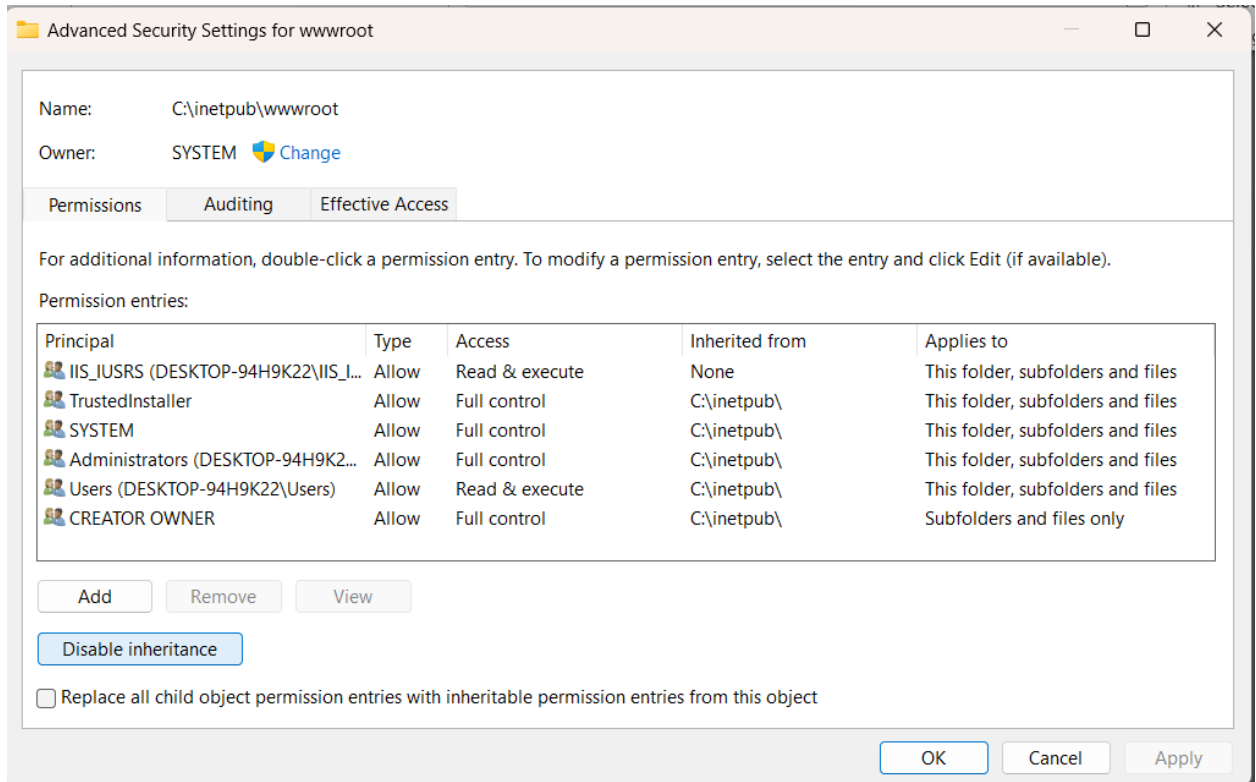 Advanced Security Settings for wwwroot
Name: C:\inetpub\wwwroot
Owner: SYSTEM Change
Permissions Auditing Effective Access
For additional information, double-click a permission entry. To modify a permission entry, select the entry and click Edit (if available).
Permission entries:
Principal Type Access Inherited from Applies to
IIS_IUSRS (DESKTOP-94H9K22\IIS_I... Allow Read & execute None This folder, subfolders and files
TrustedInstaller Allow Full control C:\inetpub\ This folder, subfolders and files
SYSTEM Allow Full control C:\inetpub\ This folder, subfolders and files
Administrators (DESKTOP-94H9K2... Allow Full control C:\inetpub\ This folder, subfolders and files
Users (DESKTOP-94H9K22\Users) Allow Read & execute C:\inetpub\ This folder, subfolders and files
CREATOR OWNER Allow Full control C:\inetpub\ Subfolders and files only
Add Remove View
Disable inheritance
Replace all child object permission entries with inheritable permission entries from this object
OK Cancel Apply